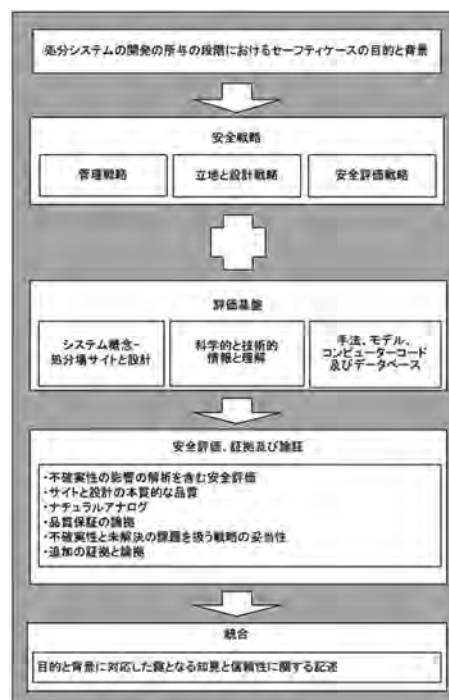 処分システムの開発の所与の段階におけるセーフティケースの目的と背景
安全戦略
管理戦略
立地と設計戦略
安全評価戦略
評価基盤
システム概念-
処分場サイトと設計
科学的と技術的
情報と理解
手法、モデル、
コンピューターコード
及びデータベース
安全評価、証拠及び論証
・不確実性の影響の解析を含む安全評価
・サイトと設計の本質的な品質
・ナチュラルアナログ
・品質保証の論拠
・不確実性と未解決の課題を扱う戦略の妥当性
・追加の証拠と論拠
統合
目的と背景に対応した鍵となる知見と信頼性に関する記述